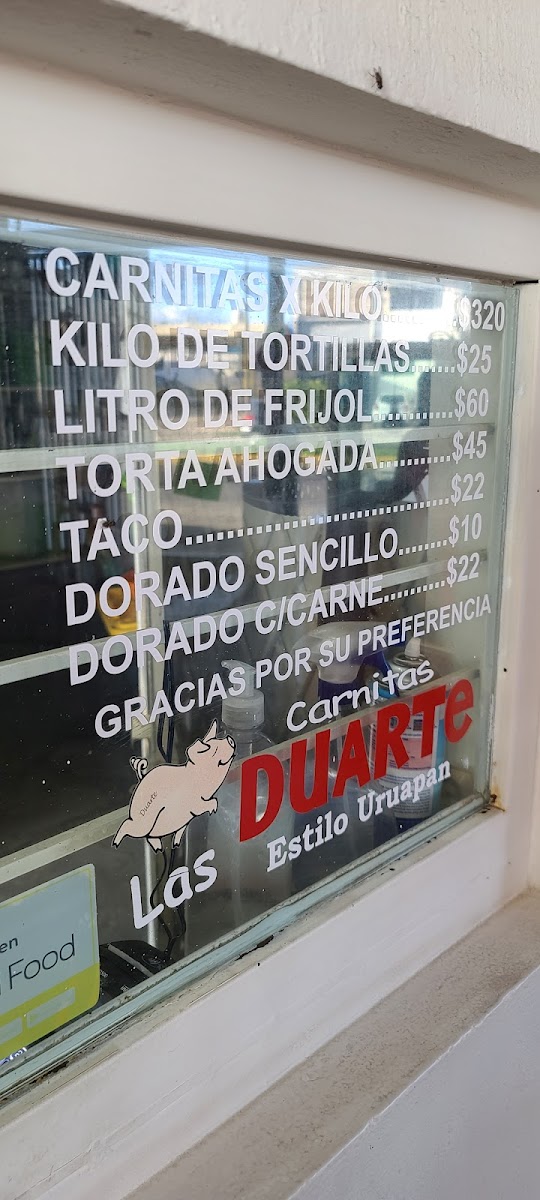 CARNITAS X KILO $320
KILO DE TORTILLAS.......$25
LITRO DE FRIJOL............$60
TORTA AHOGADA...........$45
TACO........................................$22
DORADO SENCILLO........$10
DORADO C/CARNE..........$22
GRACIAS POR SU PREFERENCIA
Carnitas
Las DUARTe
Estilo Uruapan
Duarte
en
Food